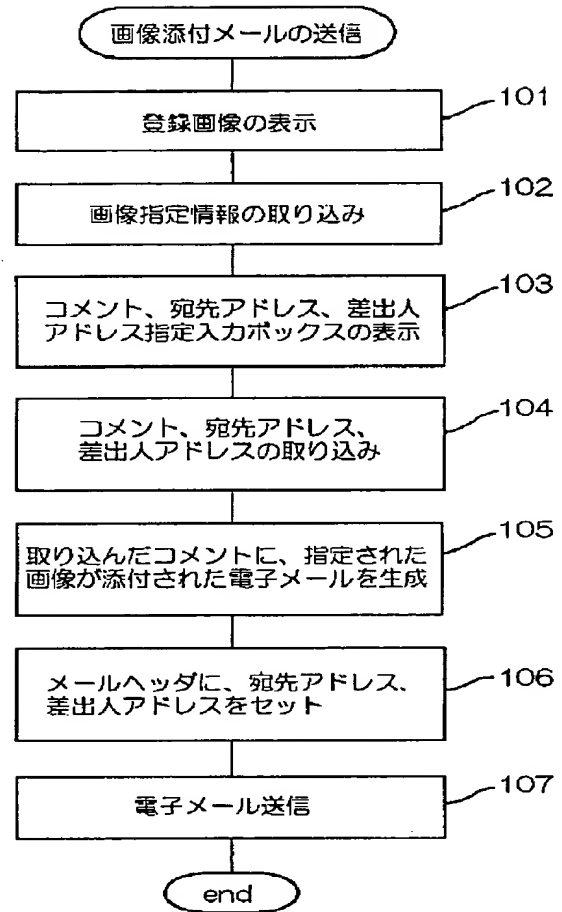 画像添付メールの送信
101
登録画像の表示
102
画像指定情報の取り込み
103
コメント、宛先アドレス、差出人
アドレス指定入力ボックスの表示
104
コメント、宛先アドレス、
差出人アドレスの取り込み
105
取り込んだコメントに、指定された
画像が添付された電子メールを生成
106
メールヘッダに、宛先アドレス、
差出人アドレスをセット
107
電子メール送信
end